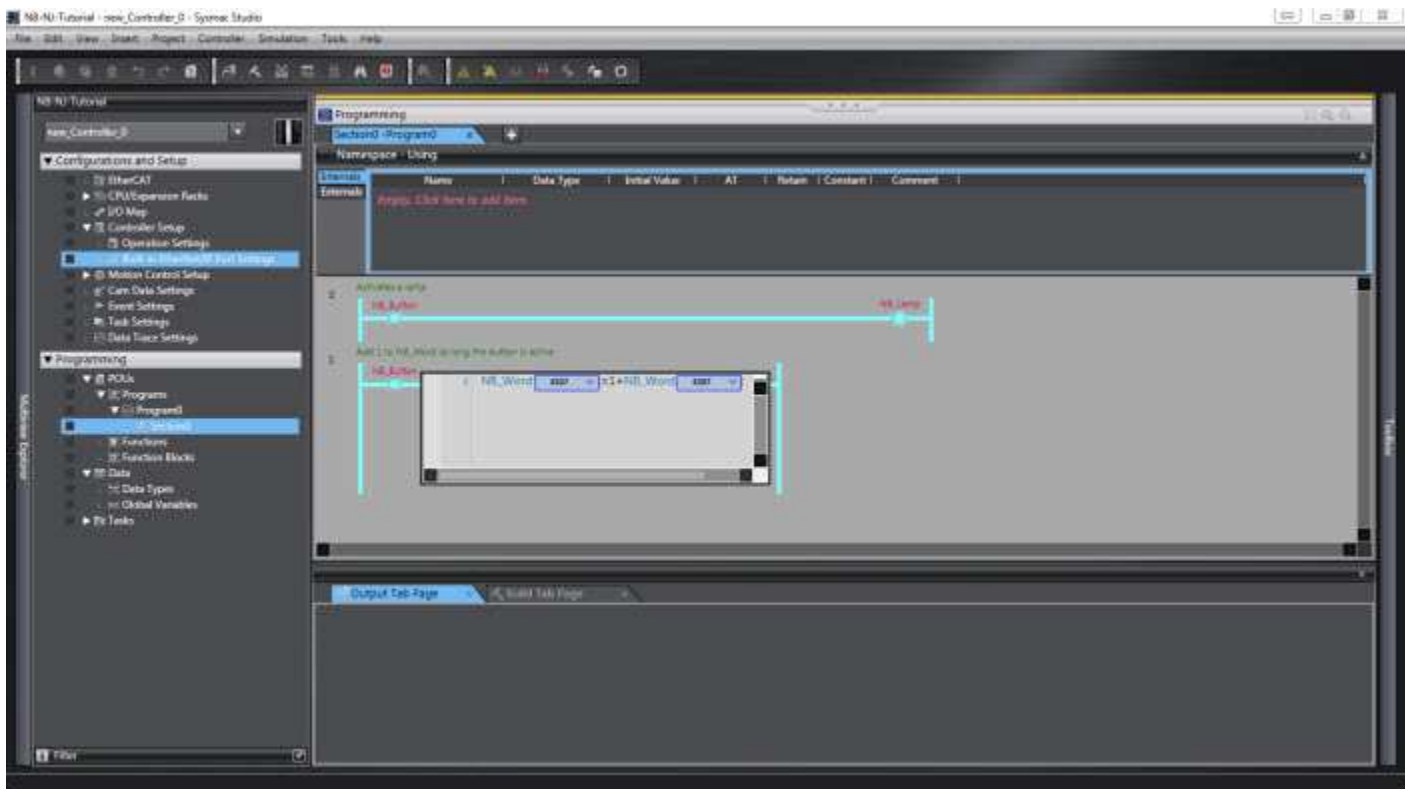 NB-NJ-Tutorial - new_Controller_0 - Sysmac Studio
File Edit View Insert Project Controller Simulation Tools Help
NB-NJ-Tutorial
new_Controller_0
Configurations and Setup
EtherCAT
CPU/Expansion Racks
I/O Map
Controller Setup
Operation Settings
Built-in EtherNet/IP Port Settings
Motion Control Setup
Cam Data Settings
Event Settings
Task Settings
Data Trace Settings
Programming
POUs
Programs
Program0
Section0
Functions
Function Blocks
Data
Data Types
Global Variables
Tasks
Filter
Multiview Explorer
Programming
Section0 - Program0
Namespace - Using
Internals
Externals
Name Data Type Initial Value AT Retain Constant Comment
Empty. Click here to add item.
0
Activates a lamp
NB_Button NB_Lamp
1
Add 1 to NB_Word as long the button is active
NB_Button
1 NB_Word :=1+NB_Word ;
Output Tab Page
Build Tab Page
Toolbox